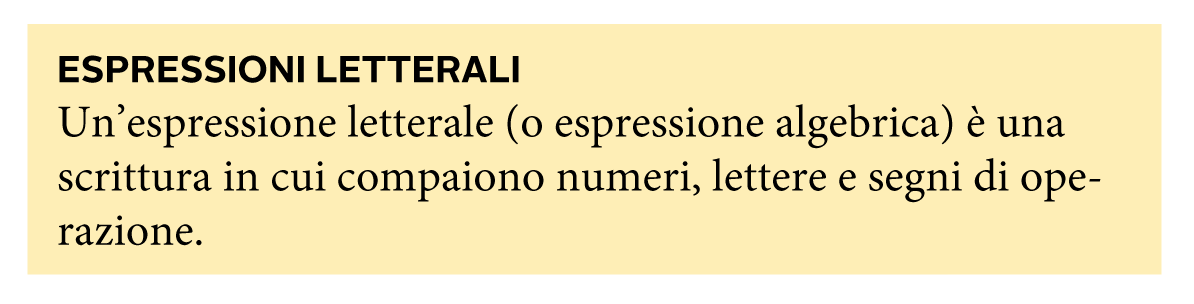 ESPRESSIONI LETTERALI
Un’espressione letterale (o espressione algebrica) è una
scrittura in cui compaiono numeri, lettere e segni di ope-
razione.